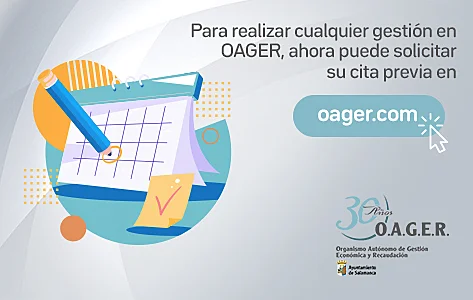 Para realizar cualquier gestión en
OAGER, ahora puede solicitar
su cita previa en
oager.com
30
Años
O.A.G.E.R.
Organismo Autónomo de Gestión
Económica y Recaudación
Ayuntamiento
de Salamanca